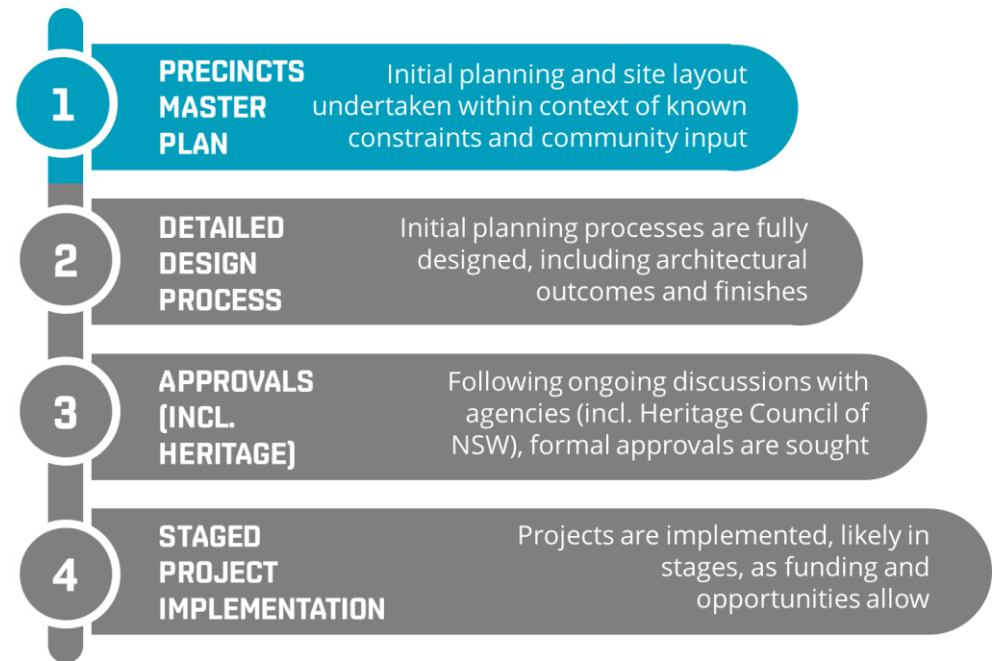 1
PRECINCTS
MASTER
PLAN
Initial planning and site layout
undertaken within context of known
constraints and community input
2
DETAILED
DESIGN
PROCESS
Initial planning processes are fully
designed, including architectural
outcomes and finishes
3
APPROVALS
(INCL.
HERITAGE)
Following ongoing discussions with
agencies (incl. Heritage Council of
NSW), formal approvals are sought
4
STAGED
PROJECT
IMPLEMENTATION
Projects are implemented, likely in
stages, as funding and
opportunities allow